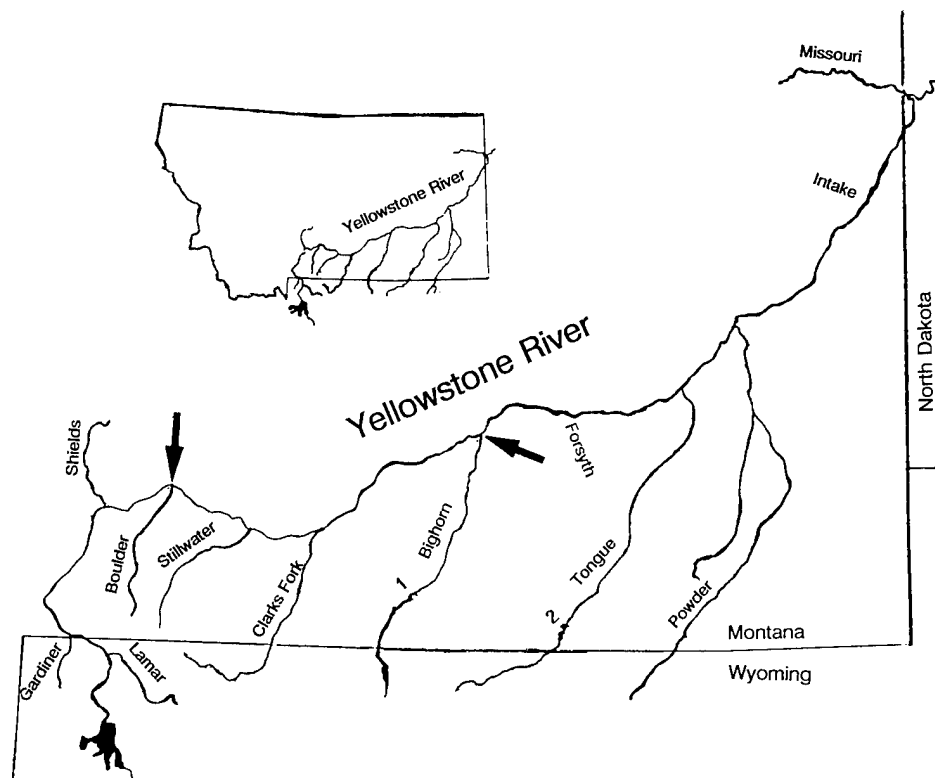 Missouri
Intake
Yellowstone River
North Dakota
Yellowstone River
Shields
Forsyth
Boulder
Stillwater
Bighorn
Clarks Fork
1
Tongue
2
Powder
Montana
Wyoming
Gardiner
Lamar